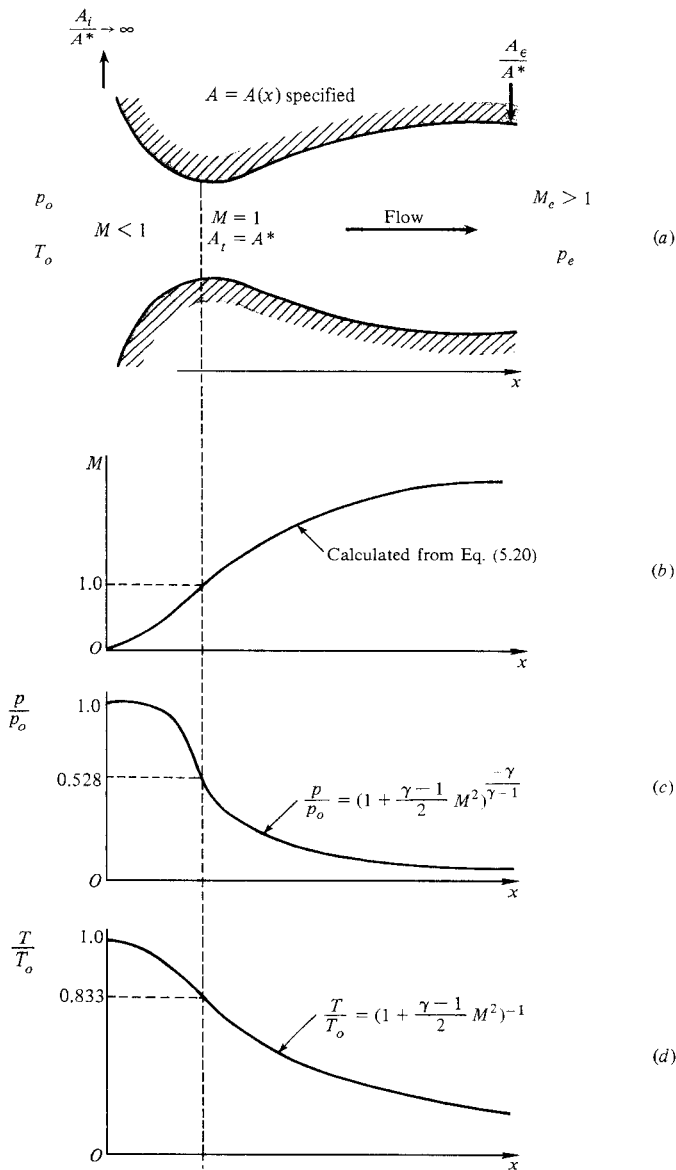 A_i/A* → ∞
A_e/A*
A = A(x) specified
p_o
M < 1
M = 1
A_t = A*
Flow
M_e > 1
(a)
T_o
p_e
x
M
Calculated from Eq. (5.20)
1.0
(b)
O
x
p/p_o
1.0
0.528
p/p_o = (1 + (γ−1)/2 M²)^(−γ/(γ−1))
(c)
O
x
T/T_o
1.0
0.833
T/T_o = (1 + (γ−1)/2 M²)^−1
(d)
O
x